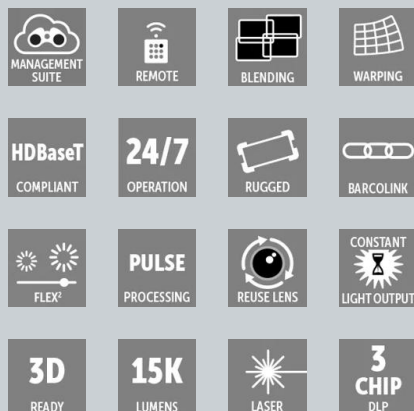 MANAGEMENT
SUITE
REMOTE
BLENDING
WARPING
HDBaseT
COMPLIANT
24/7
OPERATION
RUGGED
BARCOLINK
FLEX²
PULSE
PROCESSING
REUSE LENS
CONSTANT
LIGHT OUTPUT
3D
READY
15K
LUMENS
LASER
3
CHIP
DLP